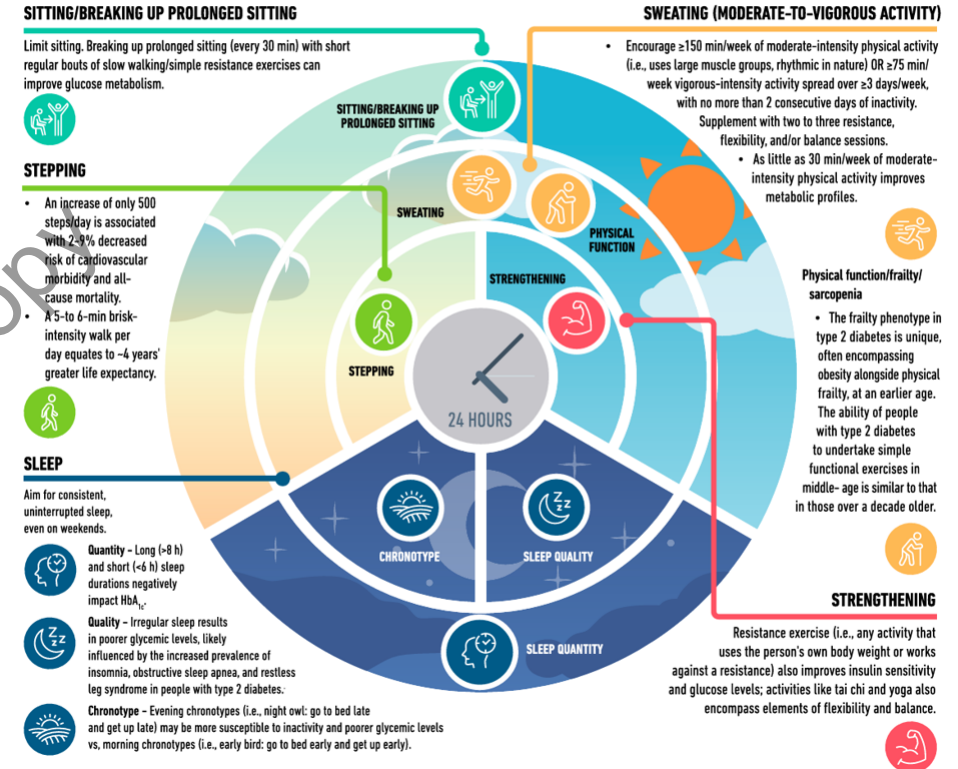 SITTING/BREAKING UP PROLONGED SITTING
Limit sitting. Breaking up prolonged sitting (every 30 min) with short
regular bouts of slow walking/simple resistance exercises can
improve glucose metabolism.
STEPPING
• An increase of only 500
steps/day is associated
with 2-9% decreased
risk of cardiovascular
morbidity and all-
cause mortality.
• A 5-to 6-min brisk-
intensity walk per
day equates to ~4 years'
greater life expectancy.
SLEEP
Aim for consistent,
uninterrupted sleep,
even on weekends.
Quantity – Long (>8 h)
and short (<6 h) sleep
durations negatively
impact HbA1c.
Quality – Irregular sleep results
in poorer glycemic levels, likely
influenced by the increased prevalence of
insomnia, obstructive sleep apnea, and restless
leg syndrome in people with type 2 diabetes.
Chronotype – Evening chronotypes (i.e., night owl: go to bed late
and get up late) may be more susceptible to inactivity and poorer glycemic levels
vs, morning chronotypes (i.e., early bird: go to bed early and get up early).
SITTING/BREAKING UP
PROLONGED SITTING
SWEATING
PHYSICAL
FUNCTION
STRENGTHENING
STEPPING
24 HOURS
CHRONOTYPE
SLEEP QUALITY
Z
Z
Z
SLEEP QUANTITY
SWEATING (MODERATE-TO-VIGOROUS ACTIVITY)
• Encourage ≥150 min/week of moderate-intensity physical activity
(i.e., uses large muscle groups, rhythmic in nature) OR ≥75 min/
week vigorous-intensity activity spread over ≥3 days/week,
with no more than 2 consecutive days of inactivity.
Supplement with two to three resistance,
flexibility, and/or balance sessions.
• As little as 30 min/week of moderate-
intensity physical activity improves
metabolic profiles.
Physical function/frailty/
sarcopenia
• The frailty phenotype in
type 2 diabetes is unique,
often encompassing
obesity alongside physical
frailty, at an earlier age.
The ability of people
with type 2 diabetes
to undertake simple
functional exercises in
middle- age is similar to that
in those over a decade older.
STRENGTHENING
Resistance exercise (i.e., any activity that
uses the person's own body weight or works
against a resistance) also improves insulin sensitivity
and glucose levels; activities like tai chi and yoga also
encompass elements of flexibility and balance.
Z
Z
Z
opy